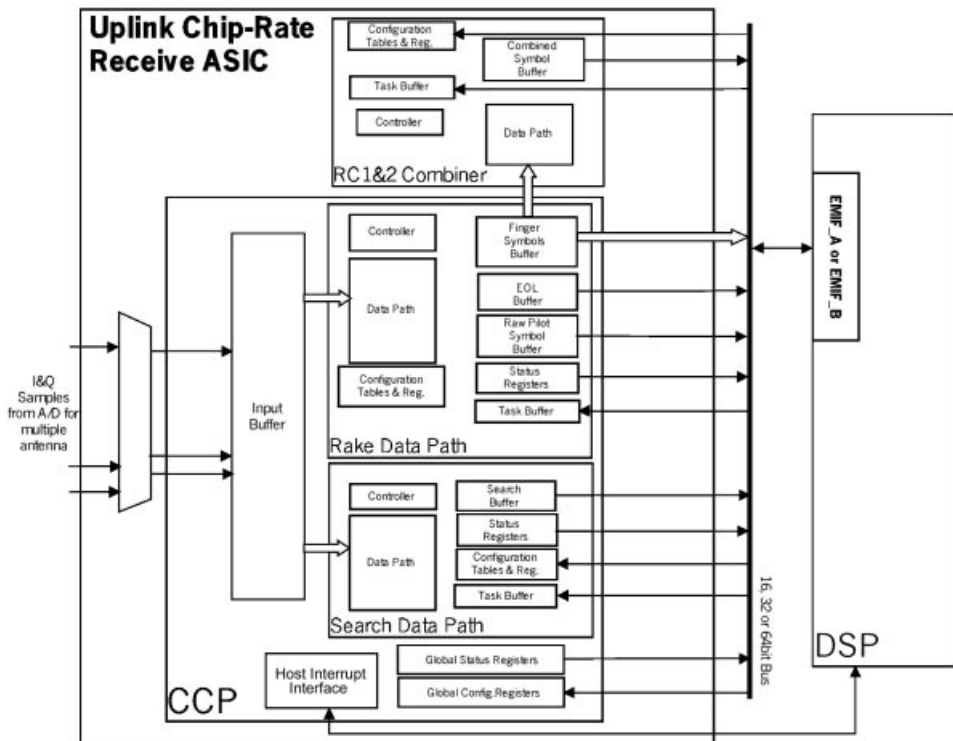 Uplink Chip-Rate
Receive ASIC
Configuration
Tables & Reg.
Combined
Symbol
Buffer
Task Buffer
Controller
Data Path
RC1&2 Combiner
Controller
Finger
Symbols
Buffer
Data Path
EOL
Buffer
Raw Pilot
Symbol
Buffer
Configuration
Tables & Reg.
Status
Registers
Task Buffer
Rake Data Path
I&Q
Samples
from A/D for
multiple
antenna
Input
Buffer
Controller
Search
Buffer
Data Path
Status
Registers
Configuration
Tables & Reg.
Task Buffer
Search Data Path
Global Status Registers
Host Interrupt
Interface
Global Config.Registers
CCP
EMIF_A or EMIF_B
16, 32 or 64bit Bus
DSP